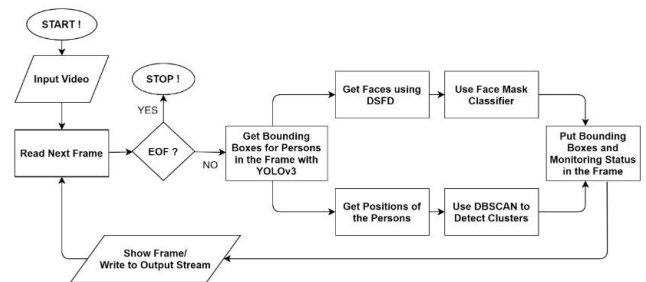 START !
Input Video
Read Next Frame
STOP !
YES
EOF ?
NO
Get Bounding
Boxes for Persons
in the Frame with
YOLOv3
Get Faces using
DSFD
Use Face Mask
Classifier
Get Positions of
the Persons
Use DBSCAN to
Detect Clusters
Put Bounding
Boxes and
Monitoring Status
in the Frame
Show Frame/
Write to Output Stream